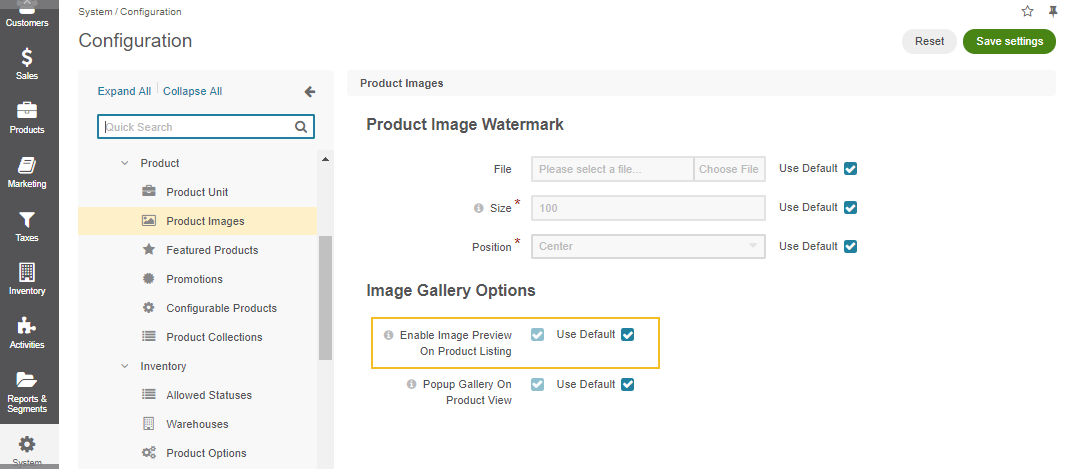 Customers
Sales
Products
Marketing
Taxes
Inventory
Activities
Reports &
Segments
System
System / Configuration
Configuration
Reset
Save settings
Expand All
Collapse All
Quick Search
Product
Product Unit
Product Images
Featured Products
Promotions
Configurable Products
Product Collections
Inventory
Allowed Statuses
Warehouses
Product Options
Product Images
Product Image Watermark
File
Please select a file...
Choose File
Use Default
Size *
100
Use Default
Position *
Center
Use Default
Image Gallery Options
Enable Image Preview
On Product Listing
Use Default
Popup Gallery On
Product View
Use Default